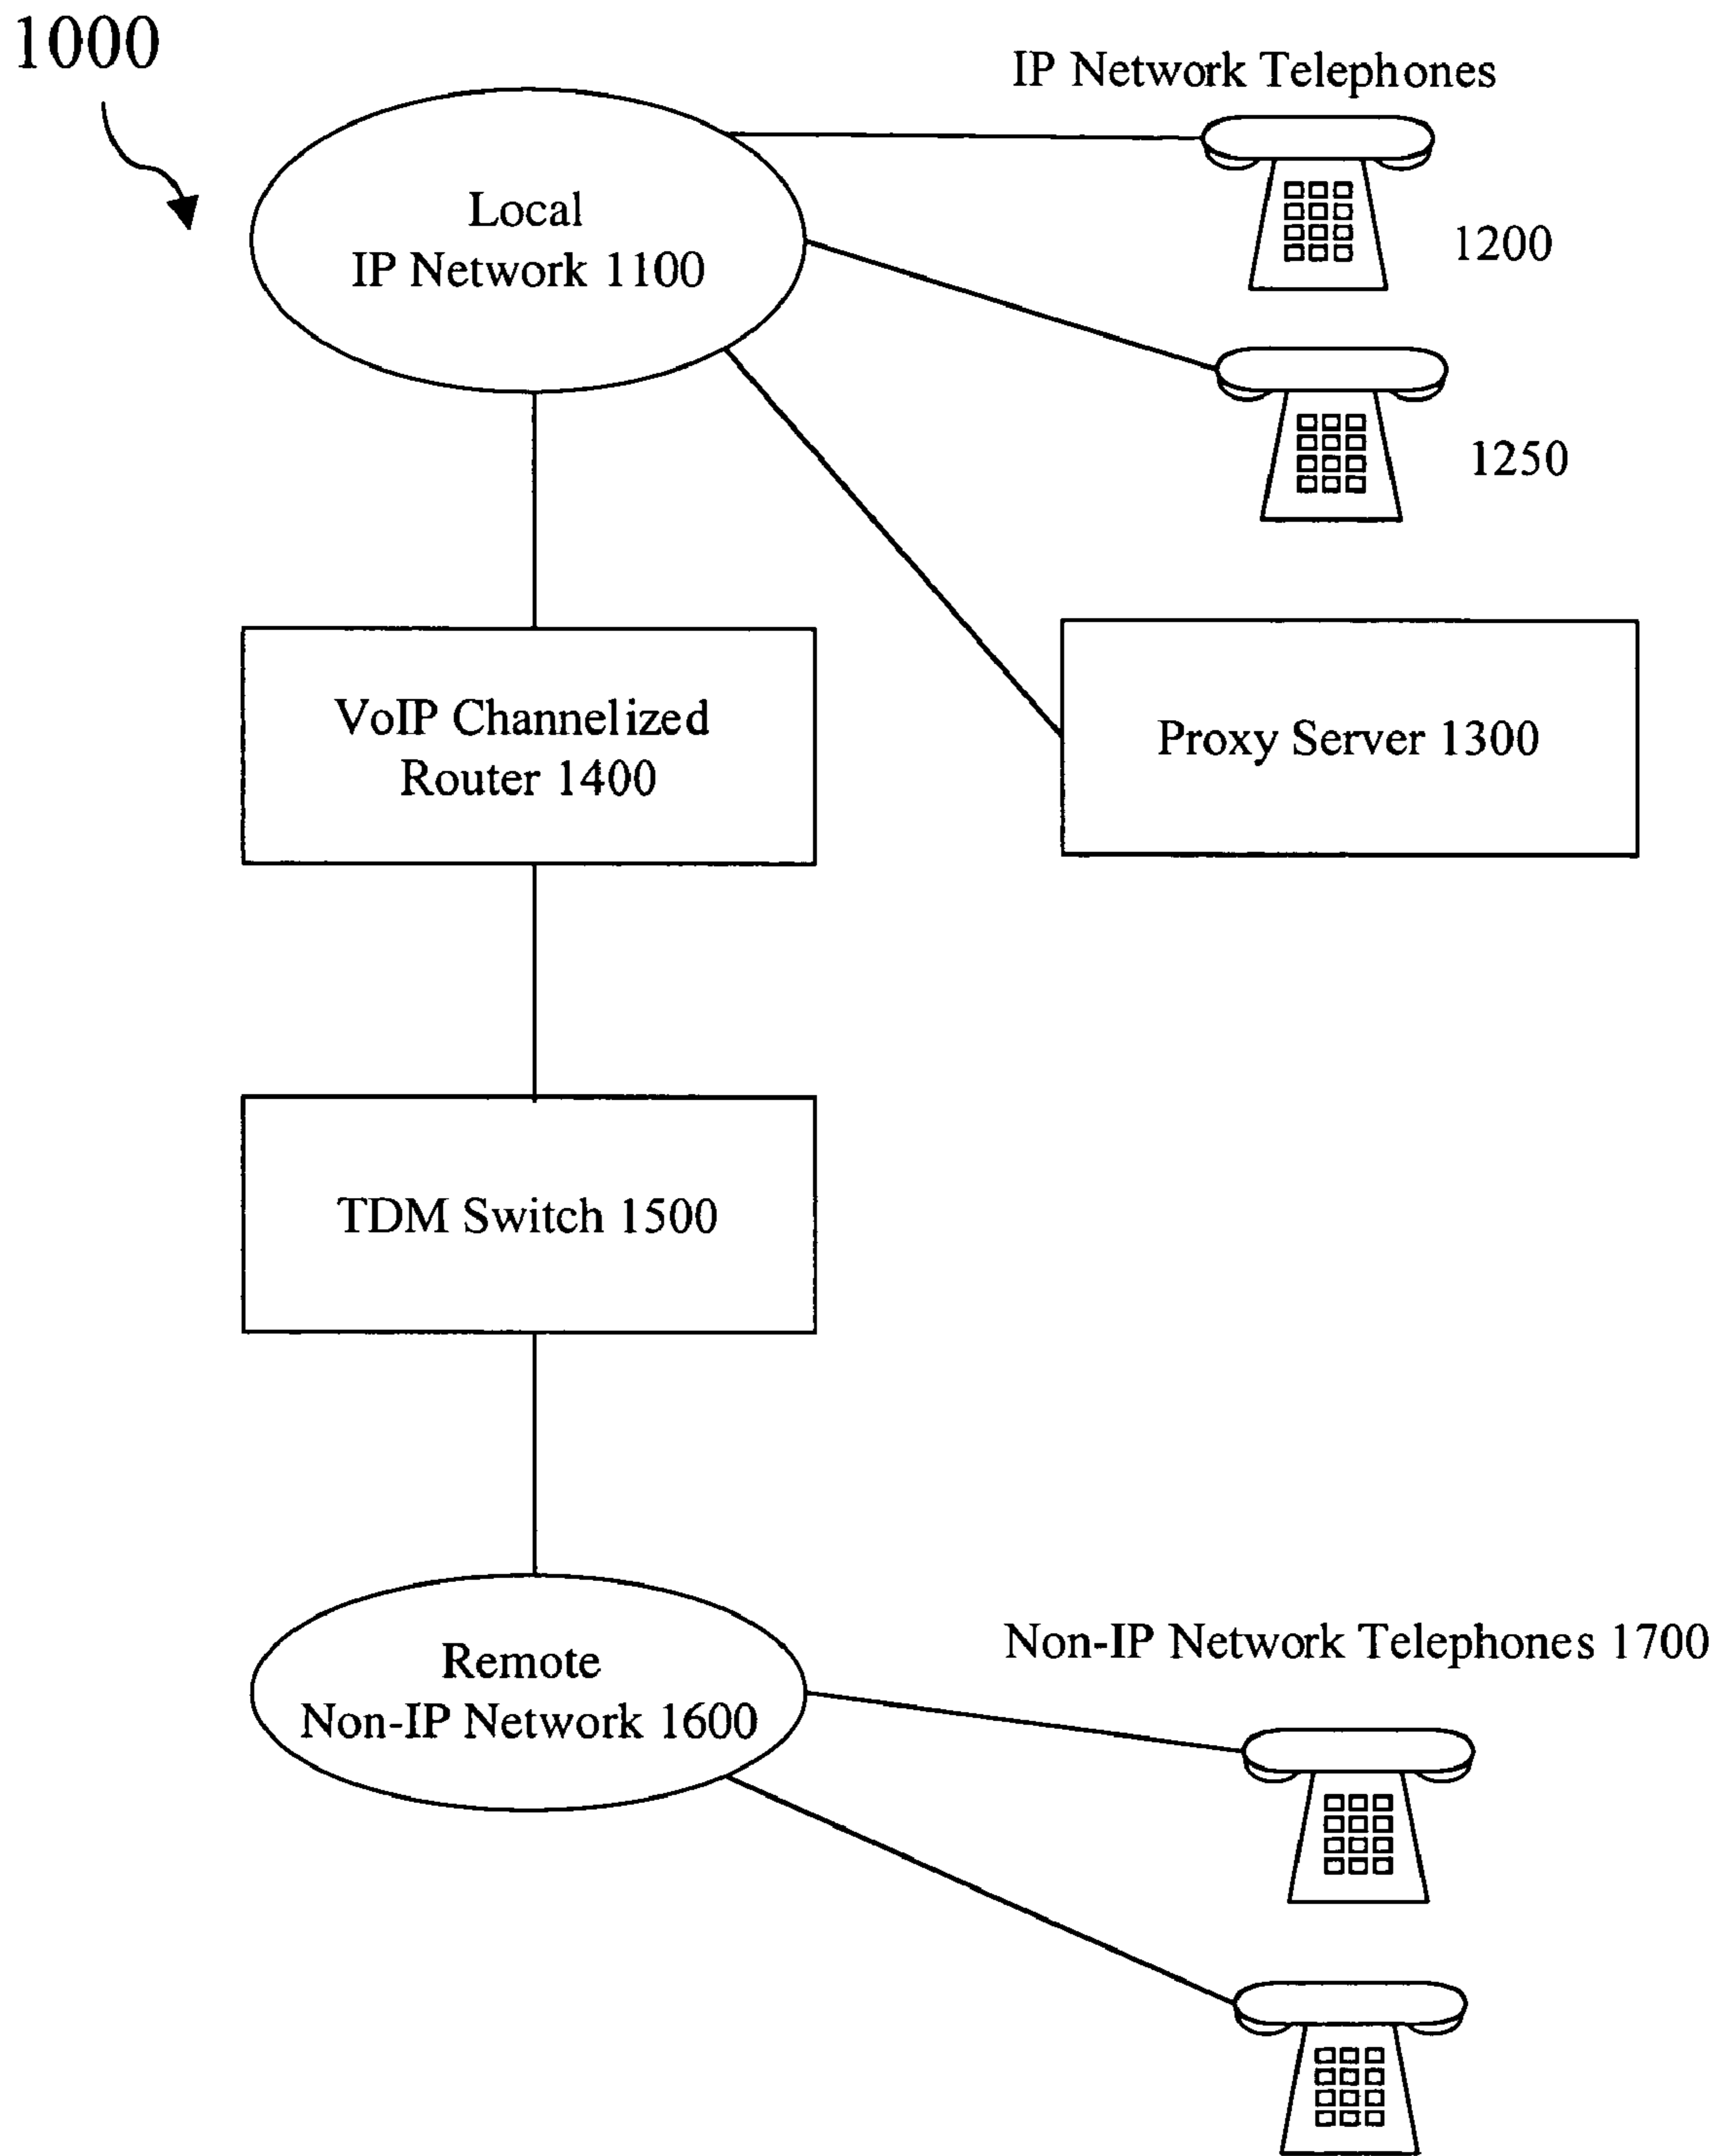 1000
IP Network Telephones
Local
IP Network 1100
1200
1250
VoIP Channelized
Router 1400
Proxy Server 1300
TDM Switch 1500
Remote
Non-IP Network 1600
Non-IP Network Telephones 1700